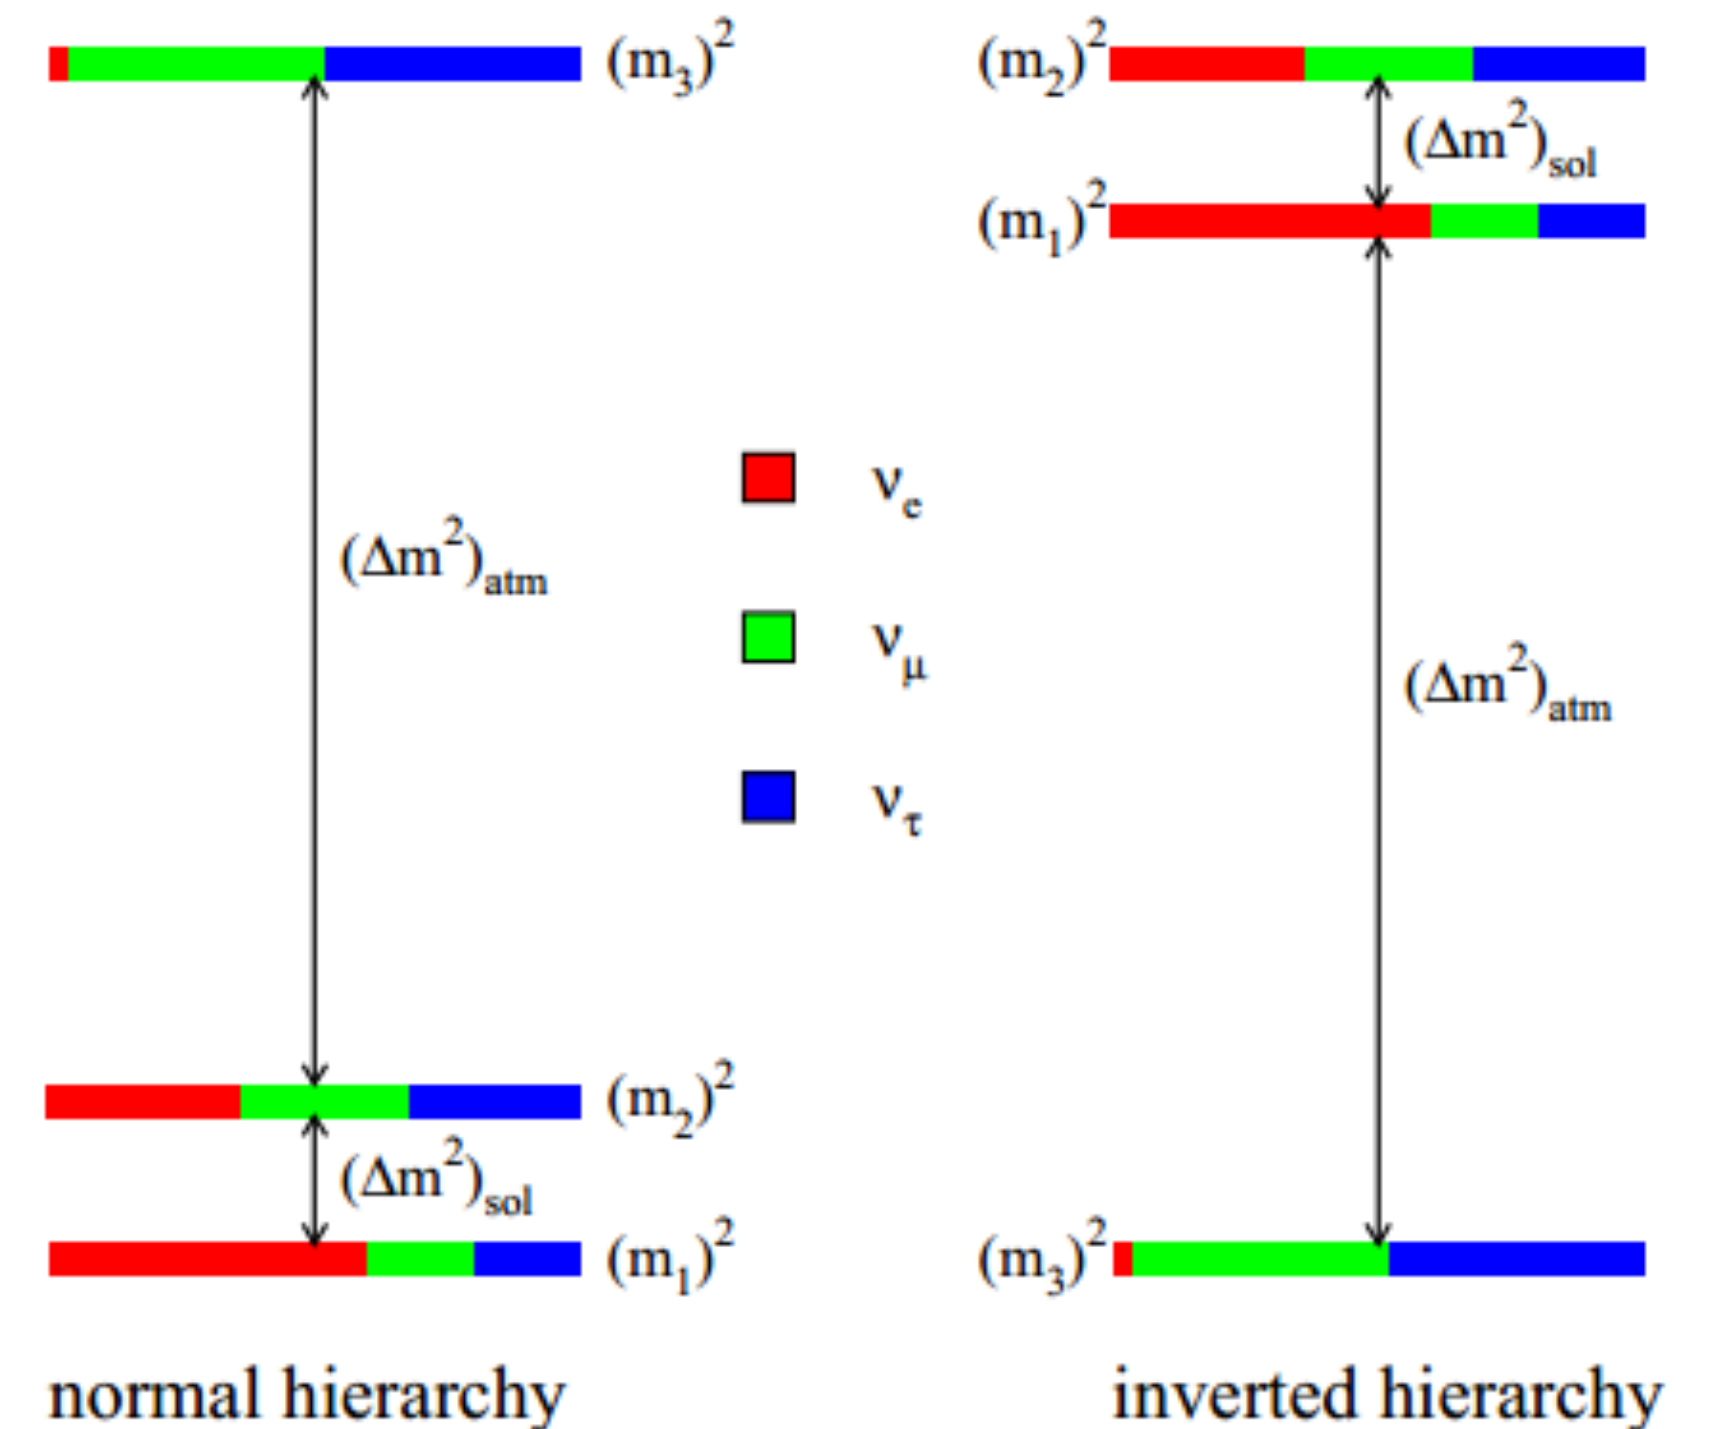 (m₃)²
(m₂)²
(Δm²)sol
(m₁)²
νe
(Δm²)atm
νμ
(Δm²)atm
ντ
(m₂)²
(Δm²)sol
(m₁)²
(m₃)²
normal hierarchy
inverted hierarchy